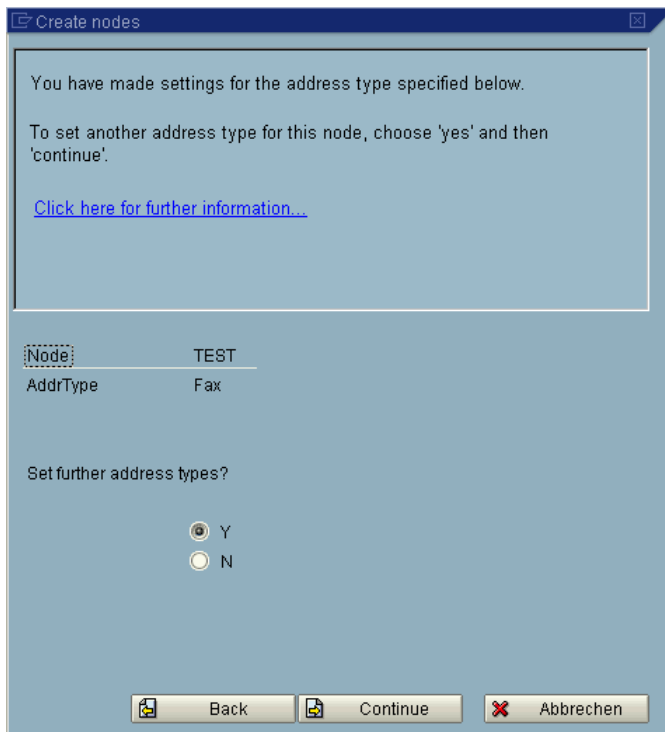 Create nodes
You have made settings for the address type specified below.
To set another address type for this node, choose 'yes' and then
'continue'.
Click here for further information...
Node TEST
AddrType Fax
Set further address types?
Y
N
Back Continue Abbrechen